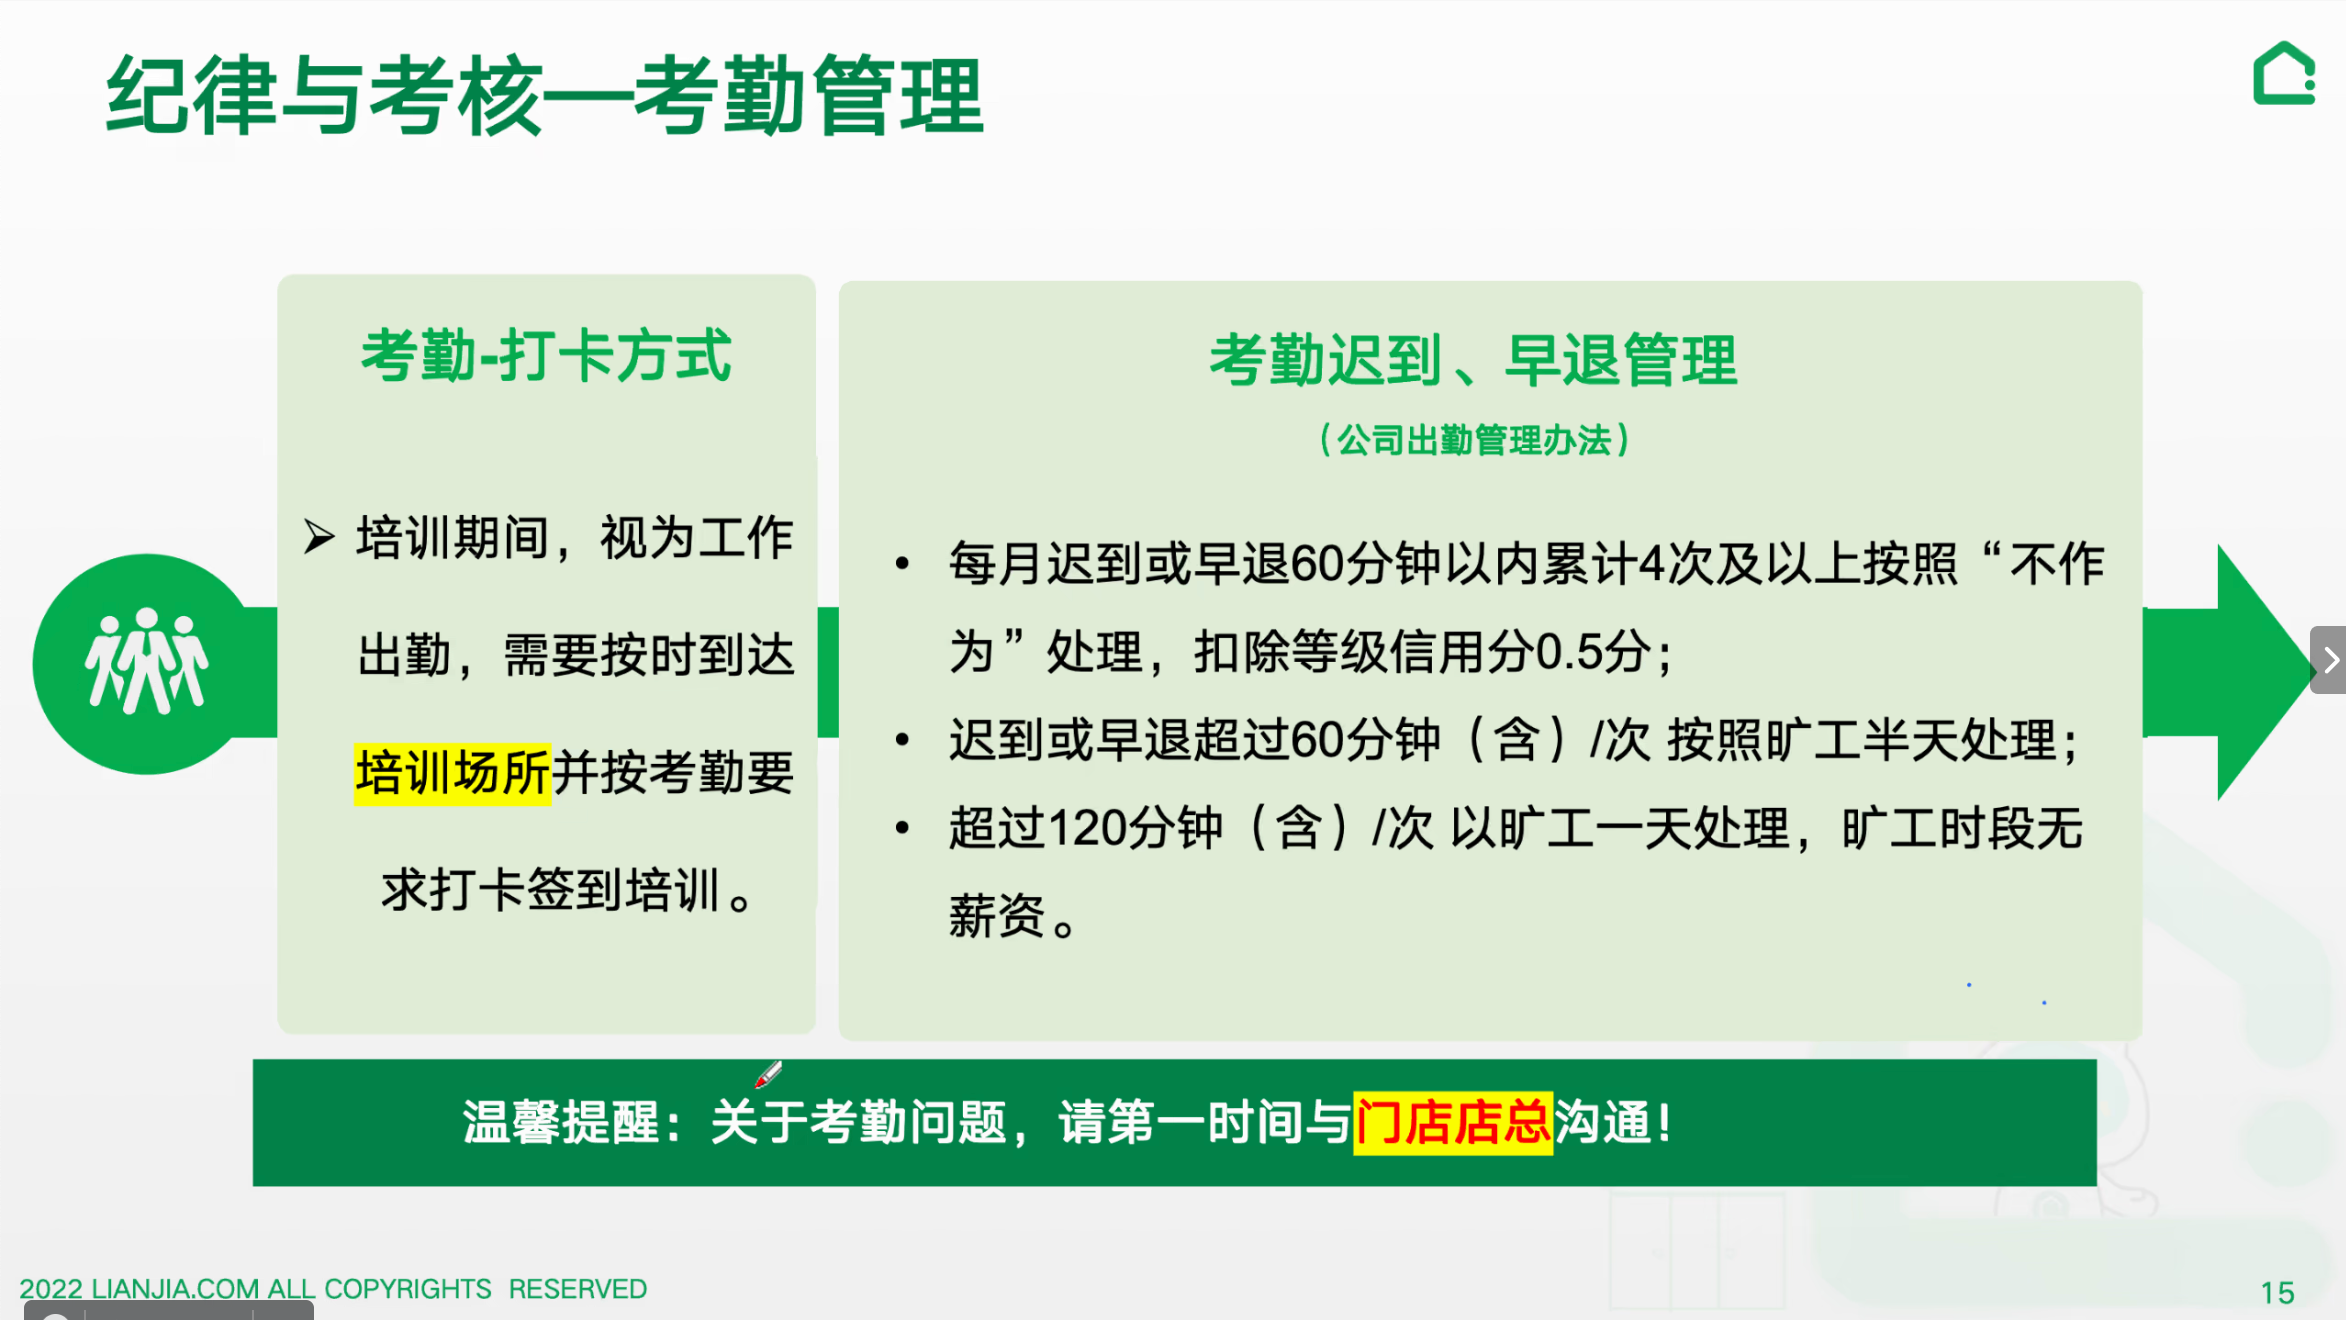 纪律与考核—考勤管理
考勤-打卡方式
➢ 培训期间，视为工作
出勤，需要按时到达
培训场所并按考勤要
求打卡签到培训。
考勤迟到、早退管理
（公司出勤管理办法）
• 每月迟到或早退60分钟以内累计4次及以上按照“不作
为”处理，扣除等级信用分0.5分；
• 迟到或早退超过60分钟（含）/次 按照旷工半天处理；
• 超过120分钟（含）/次 以旷工一天处理，旷工时段无
薪资。
温馨提醒：关于考勤问题，请第一时间与门店店总沟通！
2022 LIANJIA.COM ALL COPYRIGHTS RESERVED
15